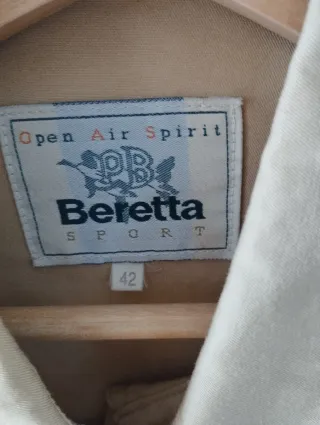 Open Air Spirit
PB
Beretta
SPORT
42